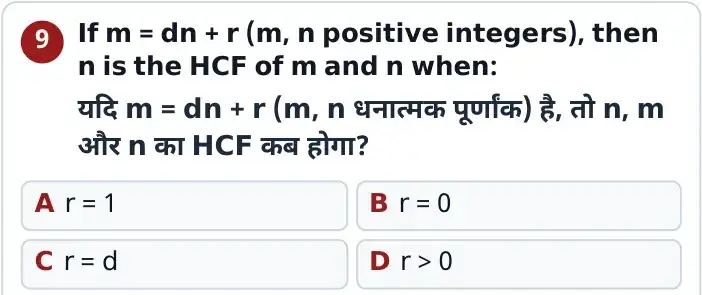 9 If m = dn + r (m, n positive integers), then
n is the HCF of m and n when:
यदि m = dn + r (m, n धनात्मक पूर्णांक) है, तो n, m
और n का HCF कब होगा?
A r = 1
B r = 0
C r = d
D r > 0